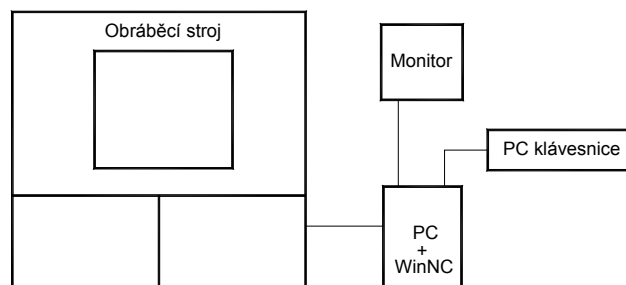 Obráběcí stroj
Monitor
PC klávesnice
PC
+
WinNC